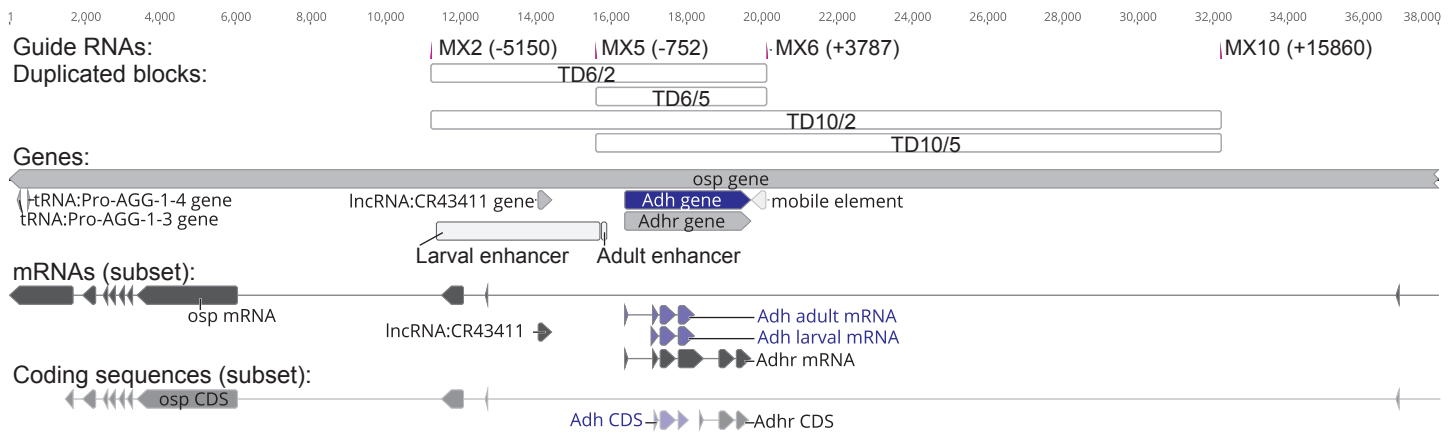 1 2,000 4,000 6,000 8,000 10,000 12,000 14,000 16,000 18,000 20,000 22,000 24,000 26,000 28,000 30,000 32,000 34,000 36,000 38,000
Guide RNAs: MX2 (-5150) MX5 (-752) MX6 (+3787) MX10 (+15860)
Duplicated blocks: TD6/2
TD6/5
TD10/2
TD10/5
Genes:
osp gene
tRNA:Pro-AGG-1-4 gene lncRNA:CR43411 gene Adh gene mobile element
tRNA:Pro-AGG-1-3 gene Adhr gene
Larval enhancer Adult enhancer
mRNAs (subset):
osp mRNA Adh adult mRNA
lncRNA:CR43411 Adh larval mRNA
Adhr mRNA
Coding sequences (subset):
osp CDS
Adh CDS Adhr CDS